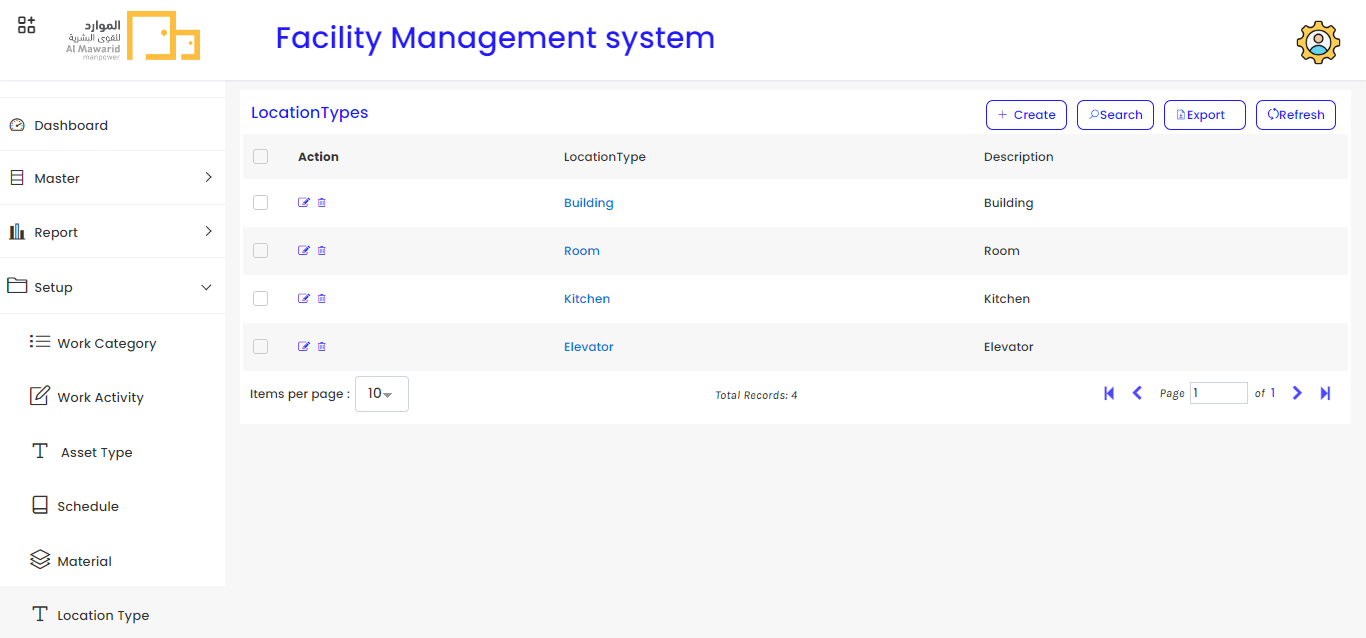 الموارد
للقوى البشرية
Al Mawarid
manpower
Facility Management system
Dashboard
Master
Report
Setup
Work Category
Work Activity
Asset Type
Schedule
Material
Location Type
LocationTypes
+ Create
Search
Export
Refresh
Action LocationType Description
Building Building
Room Room
Kitchen Kitchen
Elevator Elevator
Items per page : 10 Total Records: 4 Page 1 of 1